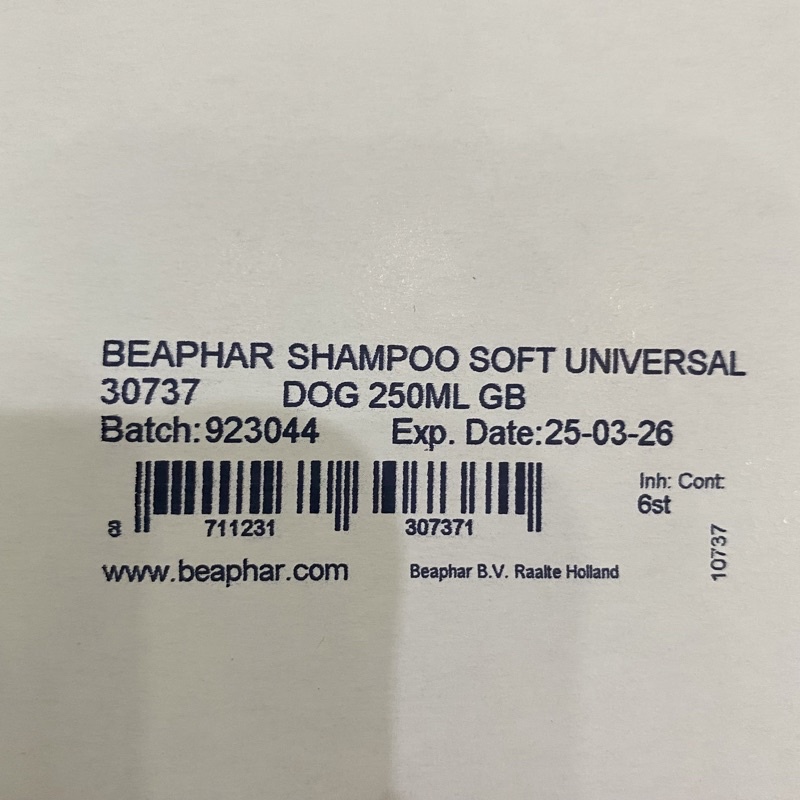 BEAPHAR SHAMPOO SOFT UNIVERSAL
30737 DOG 250ML GB
Batch:923044 Exp. Date:25-03-26
Inh: Cont:
6st
8 711231 307371
10737
www.beaphar.com Beaphar B.V. Raalte Holland